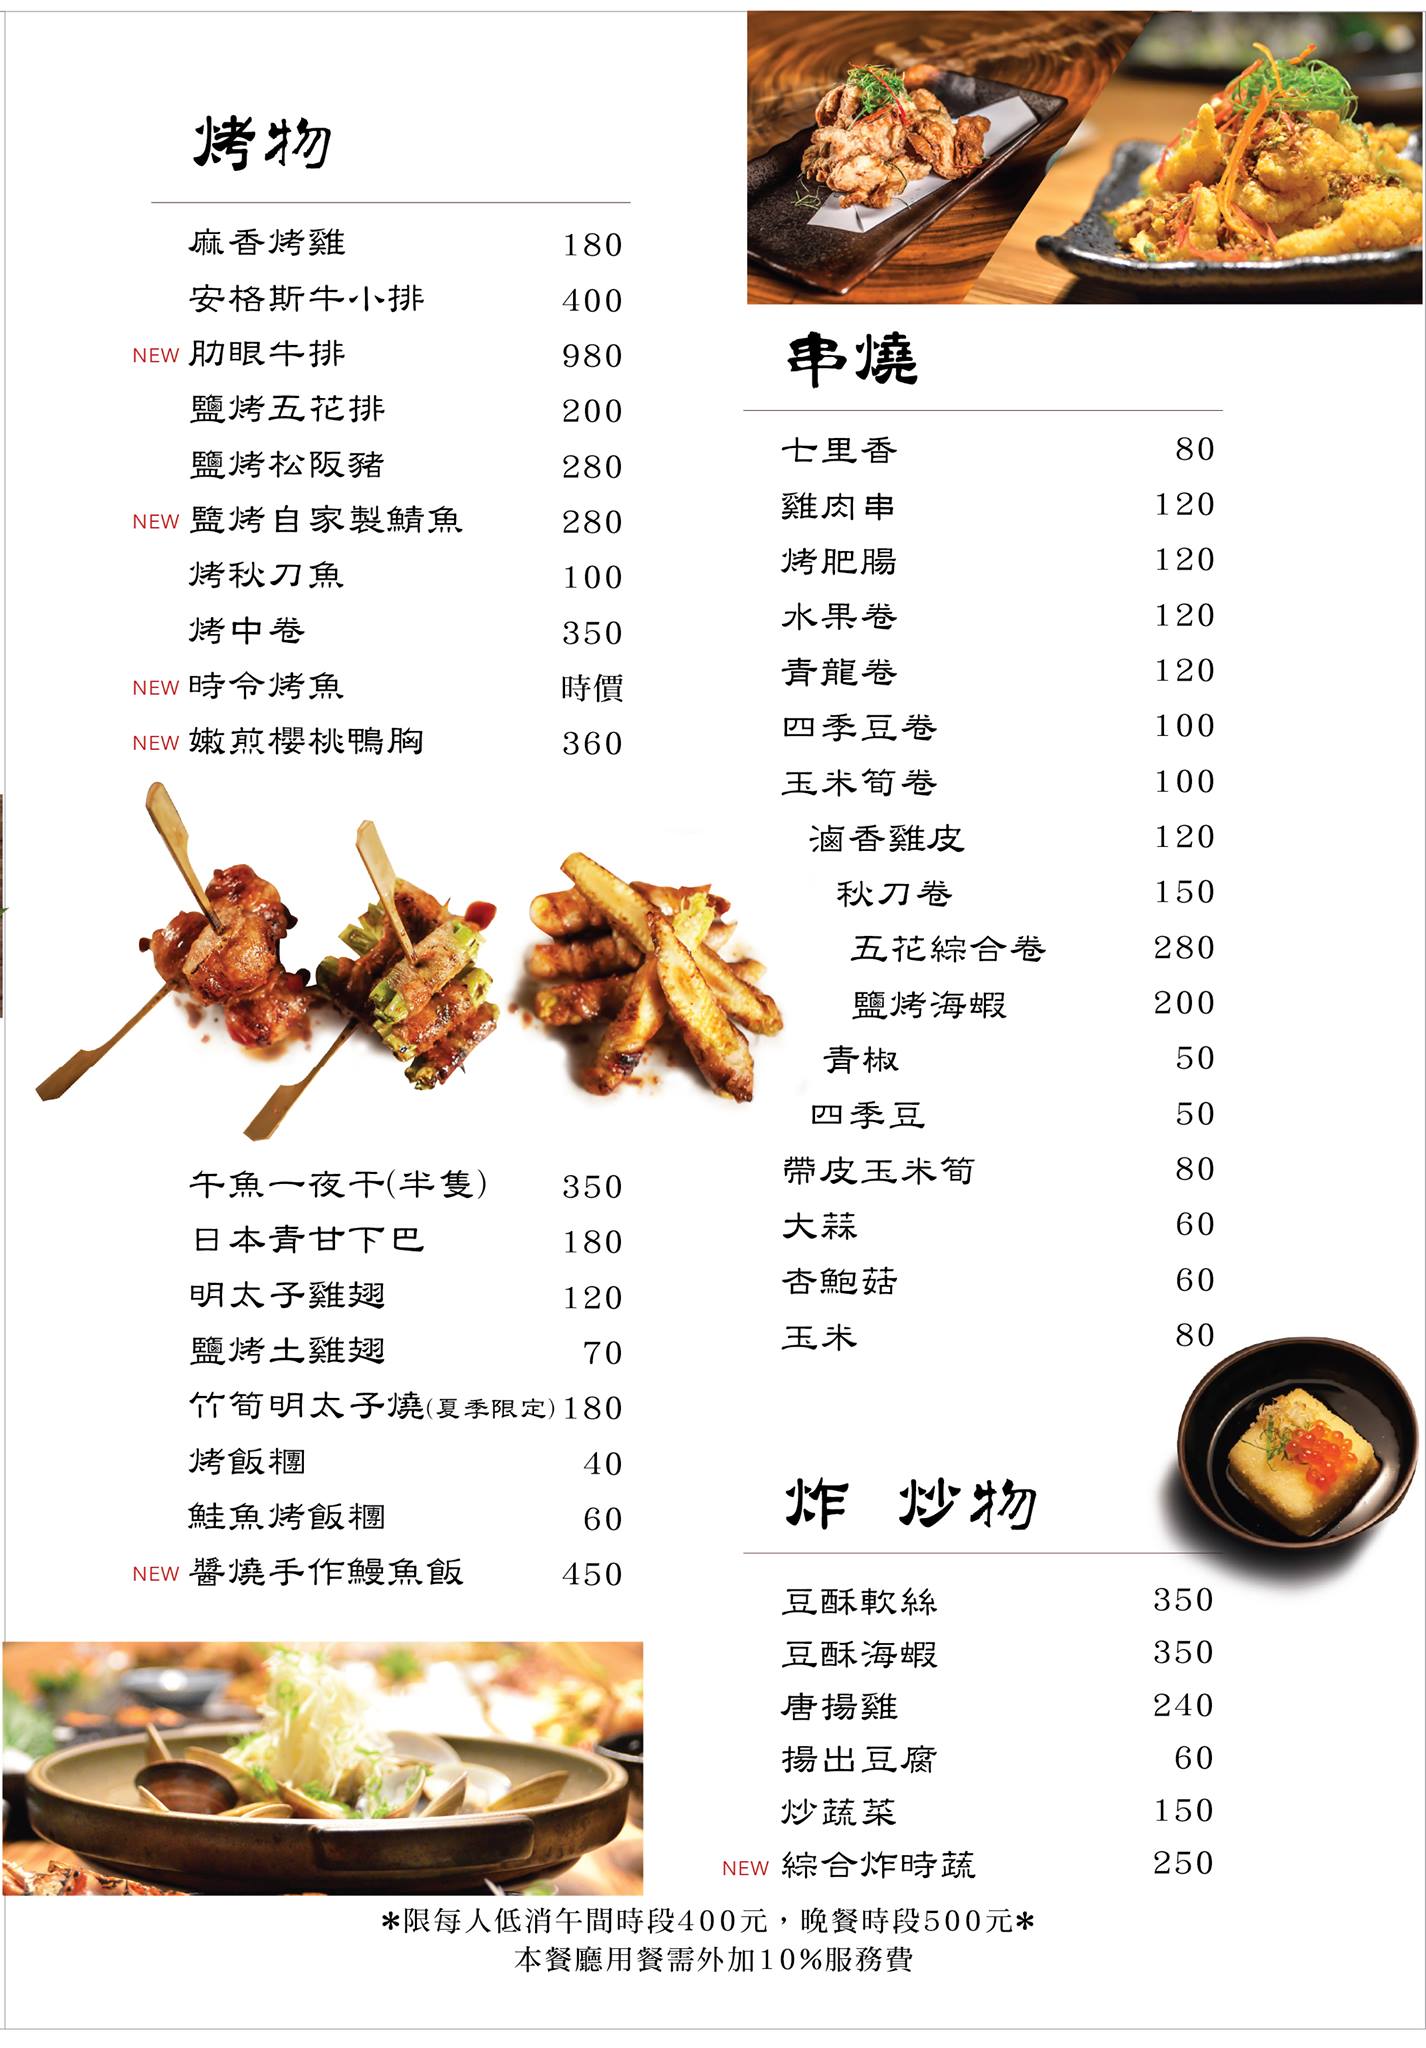 烤物
麻香烤雞 180
安格斯牛小排 400
NEW 肋眼牛排 980
鹽烤五花排 200
鹽烤松阪豬 280
NEW 鹽烤自家製鯖魚 280
烤秋刀魚 100
烤中卷 350
NEW 時令烤魚 時價
NEW 嫩煎櫻桃鴨胸 360
午魚一夜干(半隻) 350
日本青甘下巴 180
明太子雞翅 120
鹽烤土雞翅 70
竹筍明太子燒(夏季限定) 180
烤飯糰 40
鮭魚烤飯糰 60
NEW 醬燒手作鰻魚飯 450
串燒
七里香 80
雞肉串 120
烤肥腸 120
水果卷 120
青龍卷 120
四季豆卷 100
玉米筍卷 100
滷香雞皮 120
秋刀卷 150
五花綜合卷 280
鹽烤海蝦 200
青椒 50
四季豆 50
帶皮玉米筍 80
大蒜 60
杏鮑菇 60
玉米 80
炸 炒物
豆酥軟絲 350
豆酥海蝦 350
唐揚雞 240
揚出豆腐 60
炒蔬菜 150
NEW 綜合炸時蔬 250
*限每人低消午間時段400元，晚餐時段500元*
本餐廳用餐需外加10%服務費